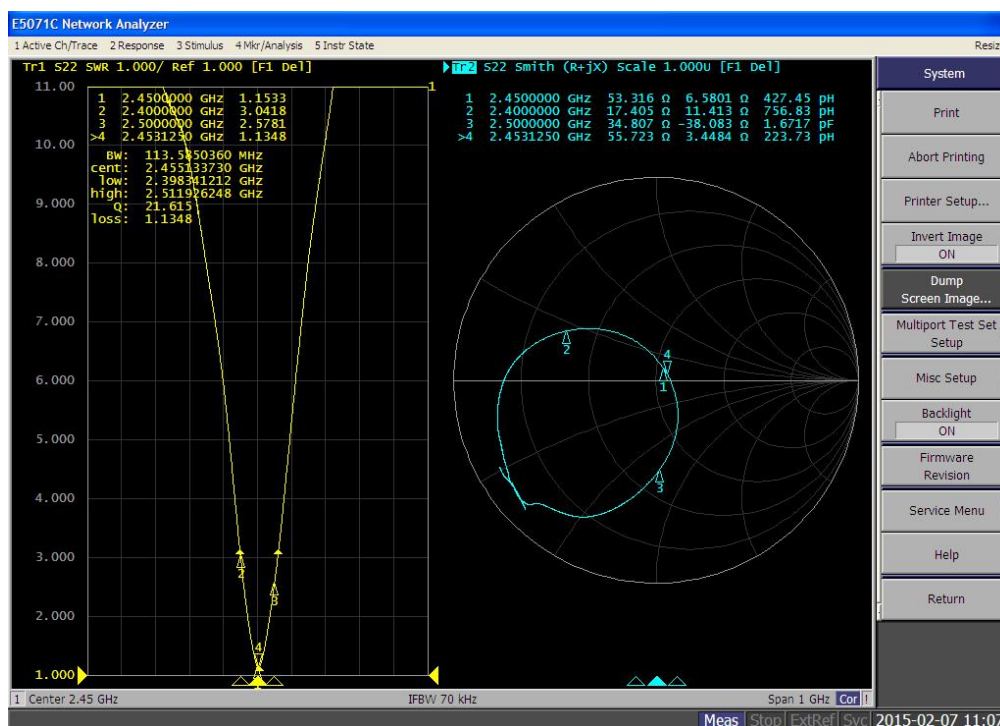 E5071C Network Analyzer
1 Active Ch/Trace 2 Response 3 Stimulus 4 Mkr/Analysis 5 Instr State
Tr1 S22 SWR 1.000/ Ref 1.000 [F1 Del]
11.00
10.00
9.000
8.000
7.000
6.000
5.000
4.000
3.000
2.000
1.000
1 2.4500000 GHz 1.1533
2 2.4000000 GHz 3.0418
3 2.5000000 GHz 2.5781
>4 2.4531250 GHz 1.1348
BW: 113.5850360 MHz
cent: 2.455133730 GHz
low: 2.398341212 GHz
high: 2.511926248 GHz
Q: 21.615
loss: 1.1348
1
2
3
4
Tr2 S22 Smith (R+jX) Scale 1.000U [F1 Del]
1 2.4500000 GHz 53.316 Ω 6.5801 Ω 427.45 pH
2 2.4000000 GHz 17.405 Ω 11.413 Ω 756.83 pH
3 2.5000000 GHz 34.807 Ω -38.083 Ω 1.6717 pF
>4 2.4531250 GHz 55.723 Ω 3.4484 Ω 223.73 pH
2
4
1
3
1 Center 2.45 GHz
IFBW 70 kHz
Span 1 GHz Cor !
Meas Stop ExtRef Svc 2015-02-07 11:07
Resiz
System
Print
Abort Printing
Printer Setup...
Invert Image
ON
Dump
Screen Image...
Multiport Test Set
Setup
Misc Setup
Backlight
ON
Firmware
Revision
Service Menu
Help
Return